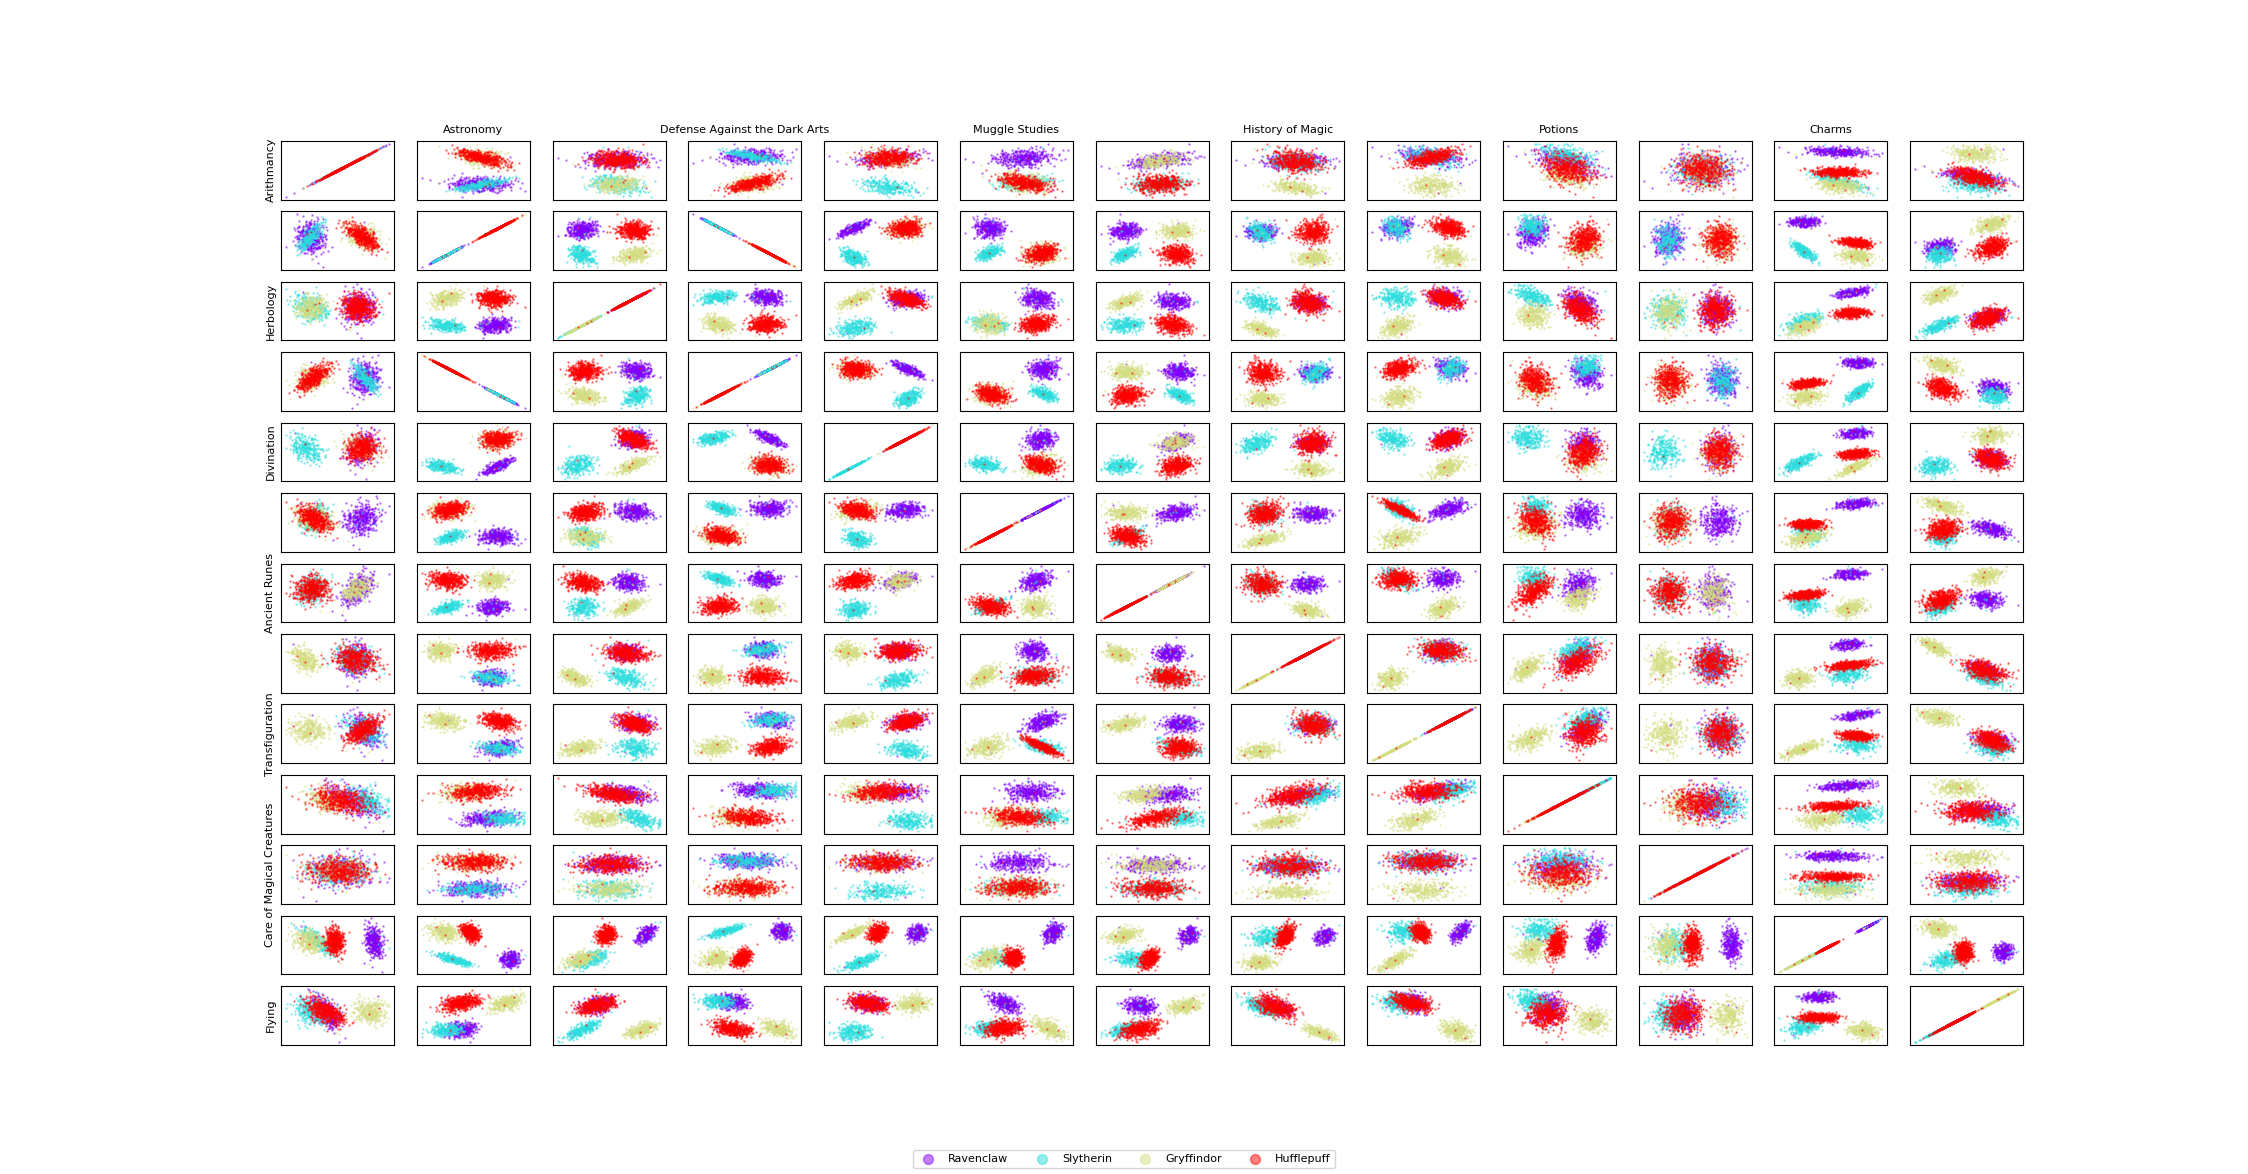 Astronomy Defense Against the Dark Arts Muggle Studies History of Magic Potions Charms
Arithmancy
Herbology
Divination
Ancient Runes
Transfiguration
Care of Magical Creatures
Flying
Ravenclaw Slytherin Gryffindor Hufflepuff